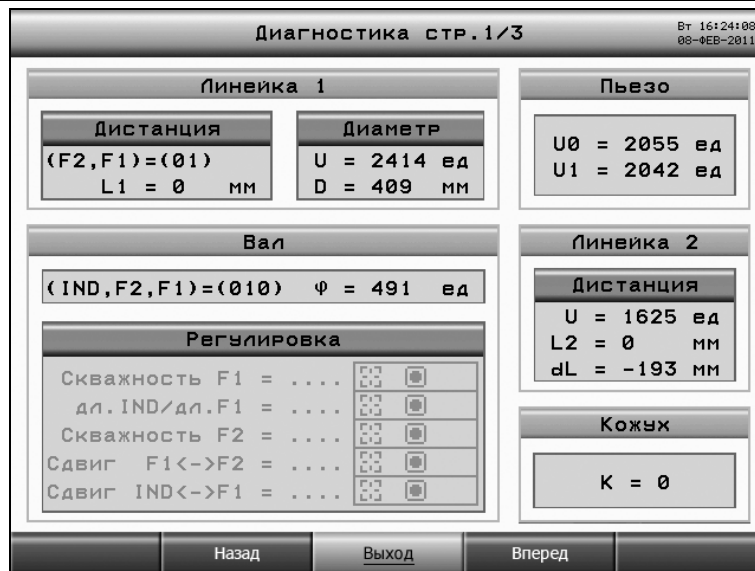 Диагностика стр.1/3
Вт 16:24:08
08-ФЕВ-2011
Линейка 1
Дистанция
(F2,F1)=(01)
L1 = 0 мм
Диаметр
U = 2414 ед
D = 409 мм
Пьезо
U0 = 2055 ед
U1 = 2042 ед
Вал
(IND,F2,F1)=(010) φ = 491 ед
Регулировка
Скважность F1 = ....
дл.IND/дл.F1 = ....
Скважность F2 = ....
Сдвиг F1<->F2 = ....
Сдвиг IND<->F1 = ....
Линейка 2
Дистанция
U = 1625 ед
L2 = 0 мм
dL = -193 мм
Кожух
К = 0
Назад
Выход
Вперед